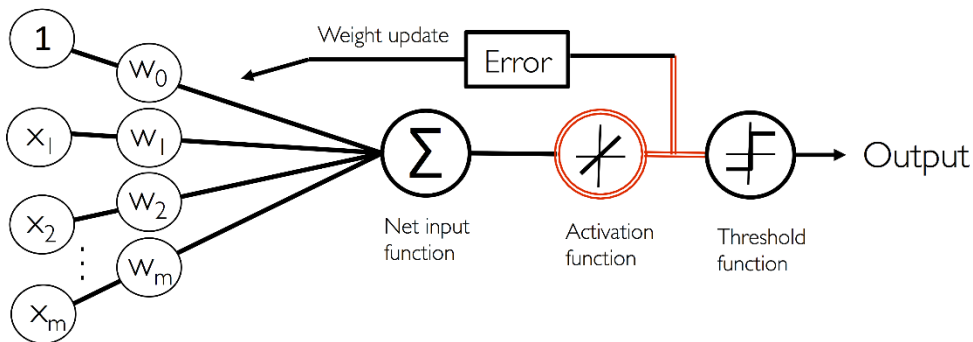 1
w₀
Weight update
Error
x₁
w₁
x₂
w₂
⋮
xₘ
wₘ
Σ
Net input
function
Activation
function
Threshold
function
Output